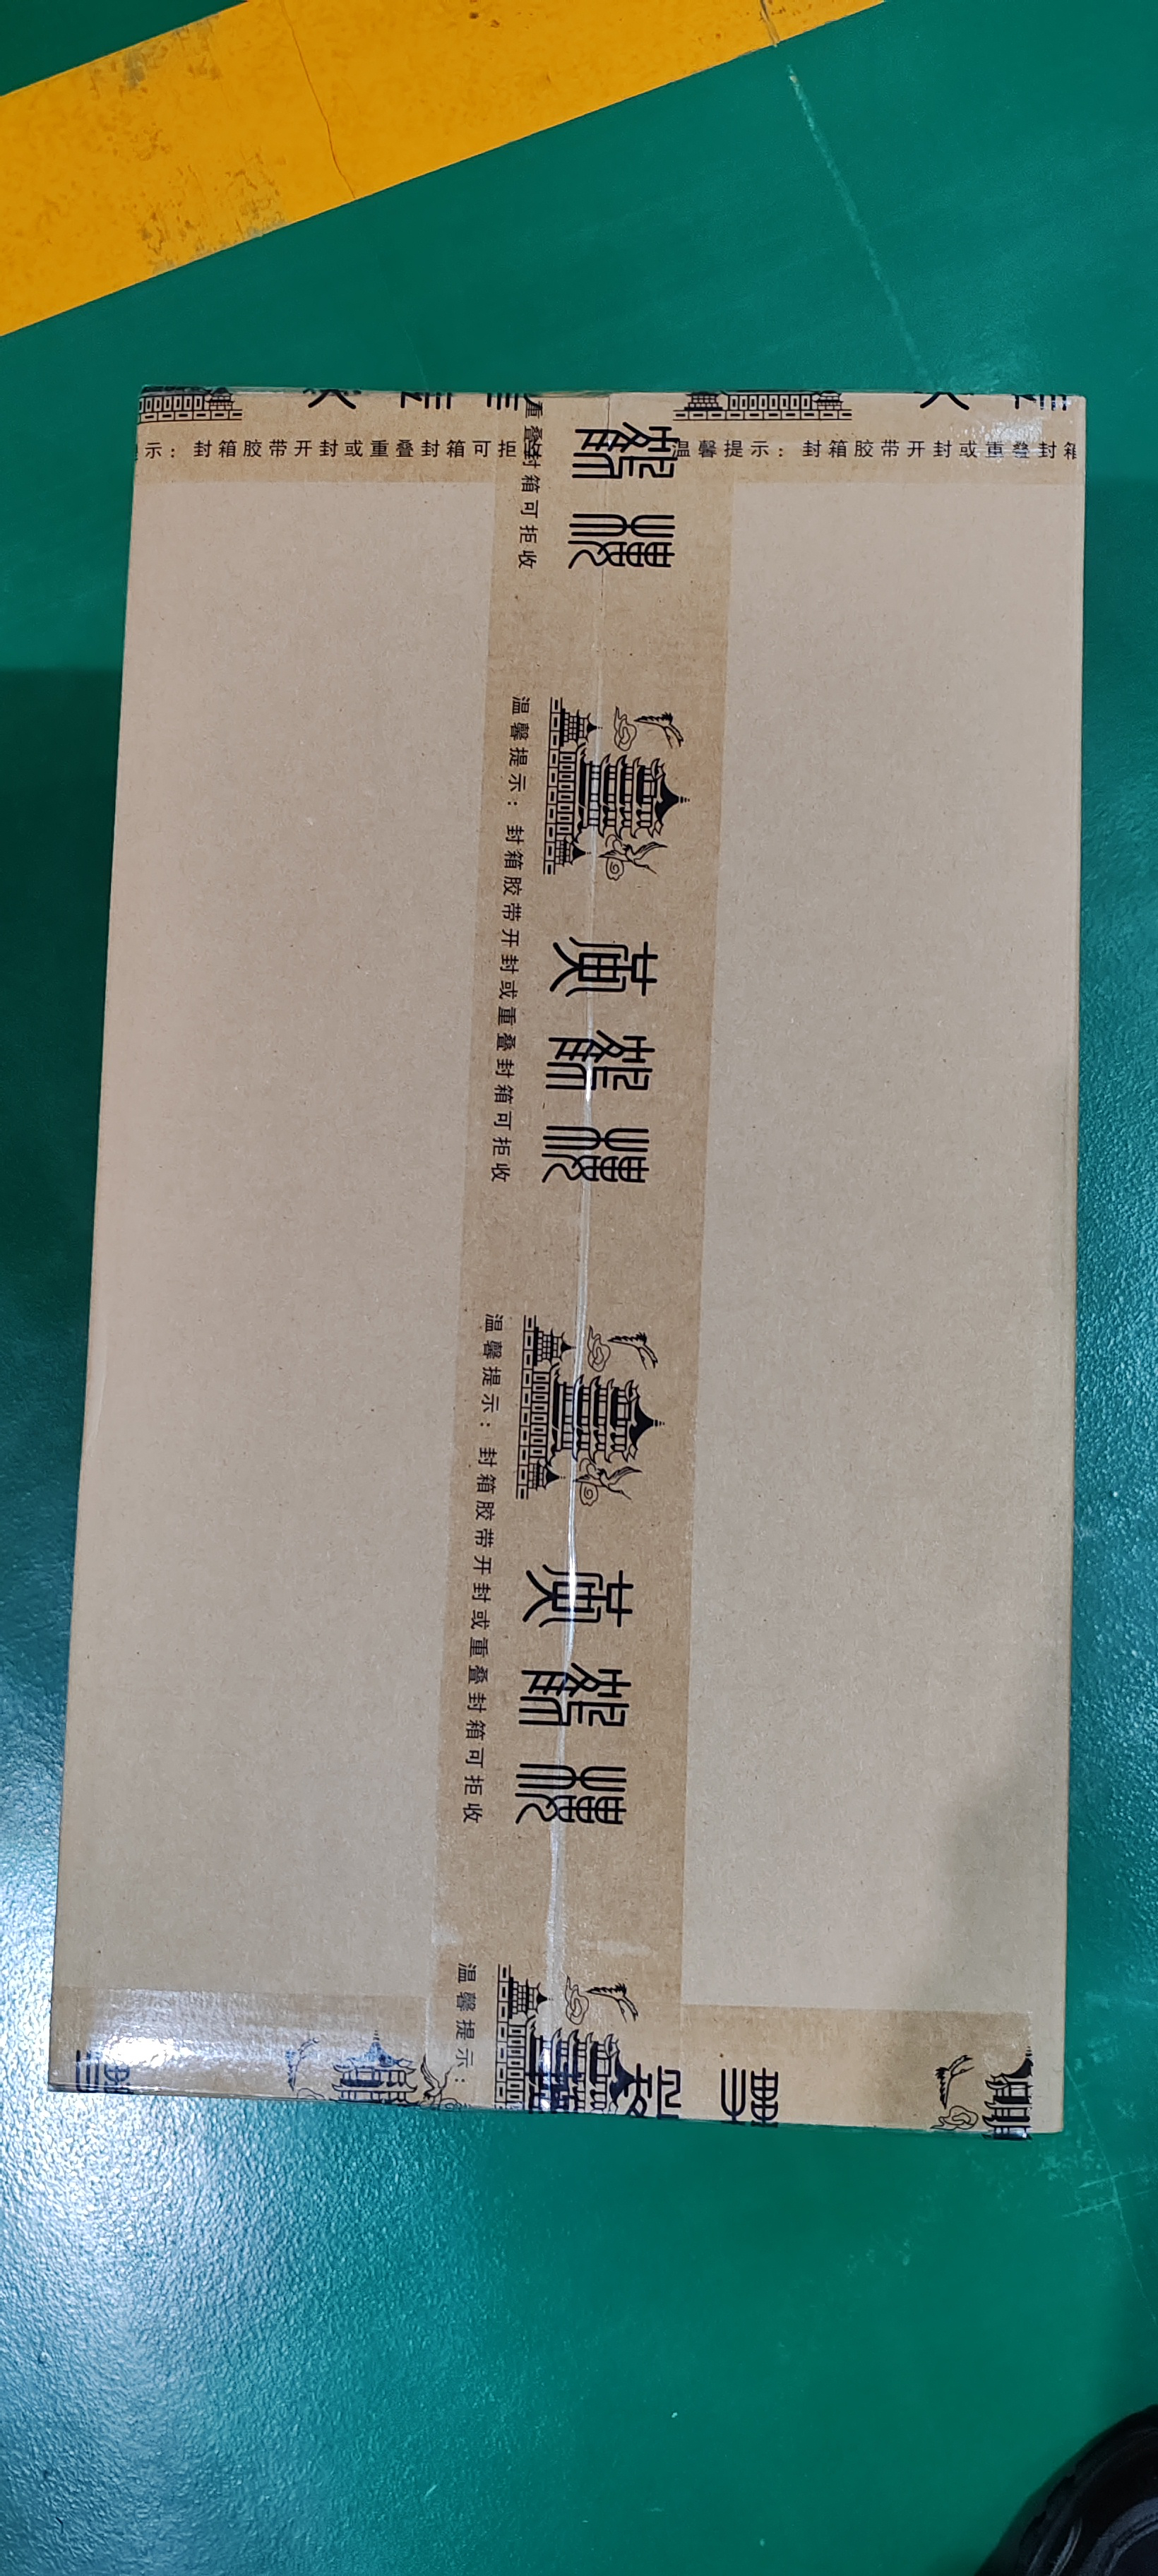 示：封箱胶带开封或重叠封箱可拒
温馨提示：封箱胶带开封或重叠封箱
鹤楼
重叠封箱可拒收
黄鹤楼
温馨提示：封箱胶带开封或重叠封箱可拒收
黄鹤楼
温馨提示：封箱胶带开封或重叠封箱可拒收
温馨提示：